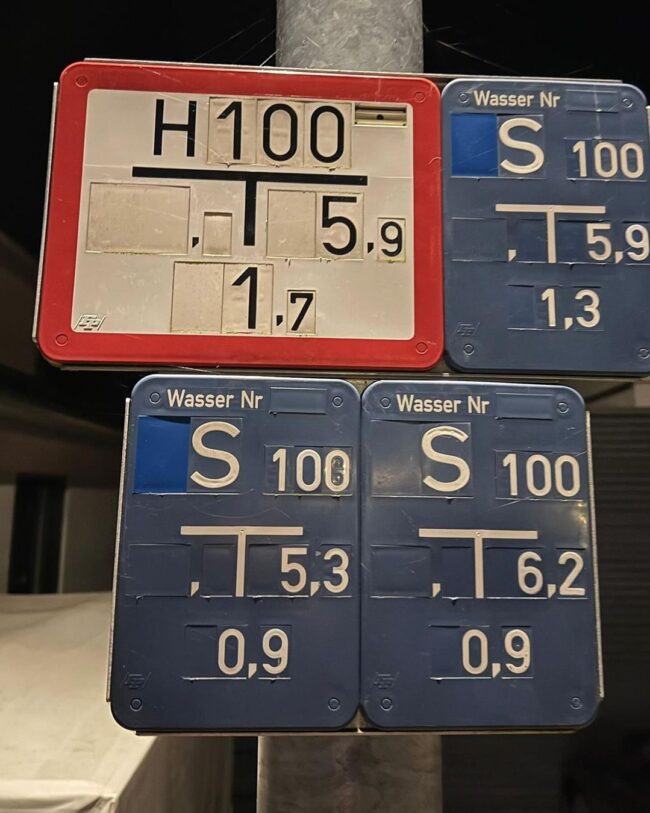 H100
, 5,9
1,7
Wasser Nr
S 100
, 5,9
1,3
Wasser Nr
S 100
, 5,3
0,9
Wasser Nr
S 100
, 6,2
0,9